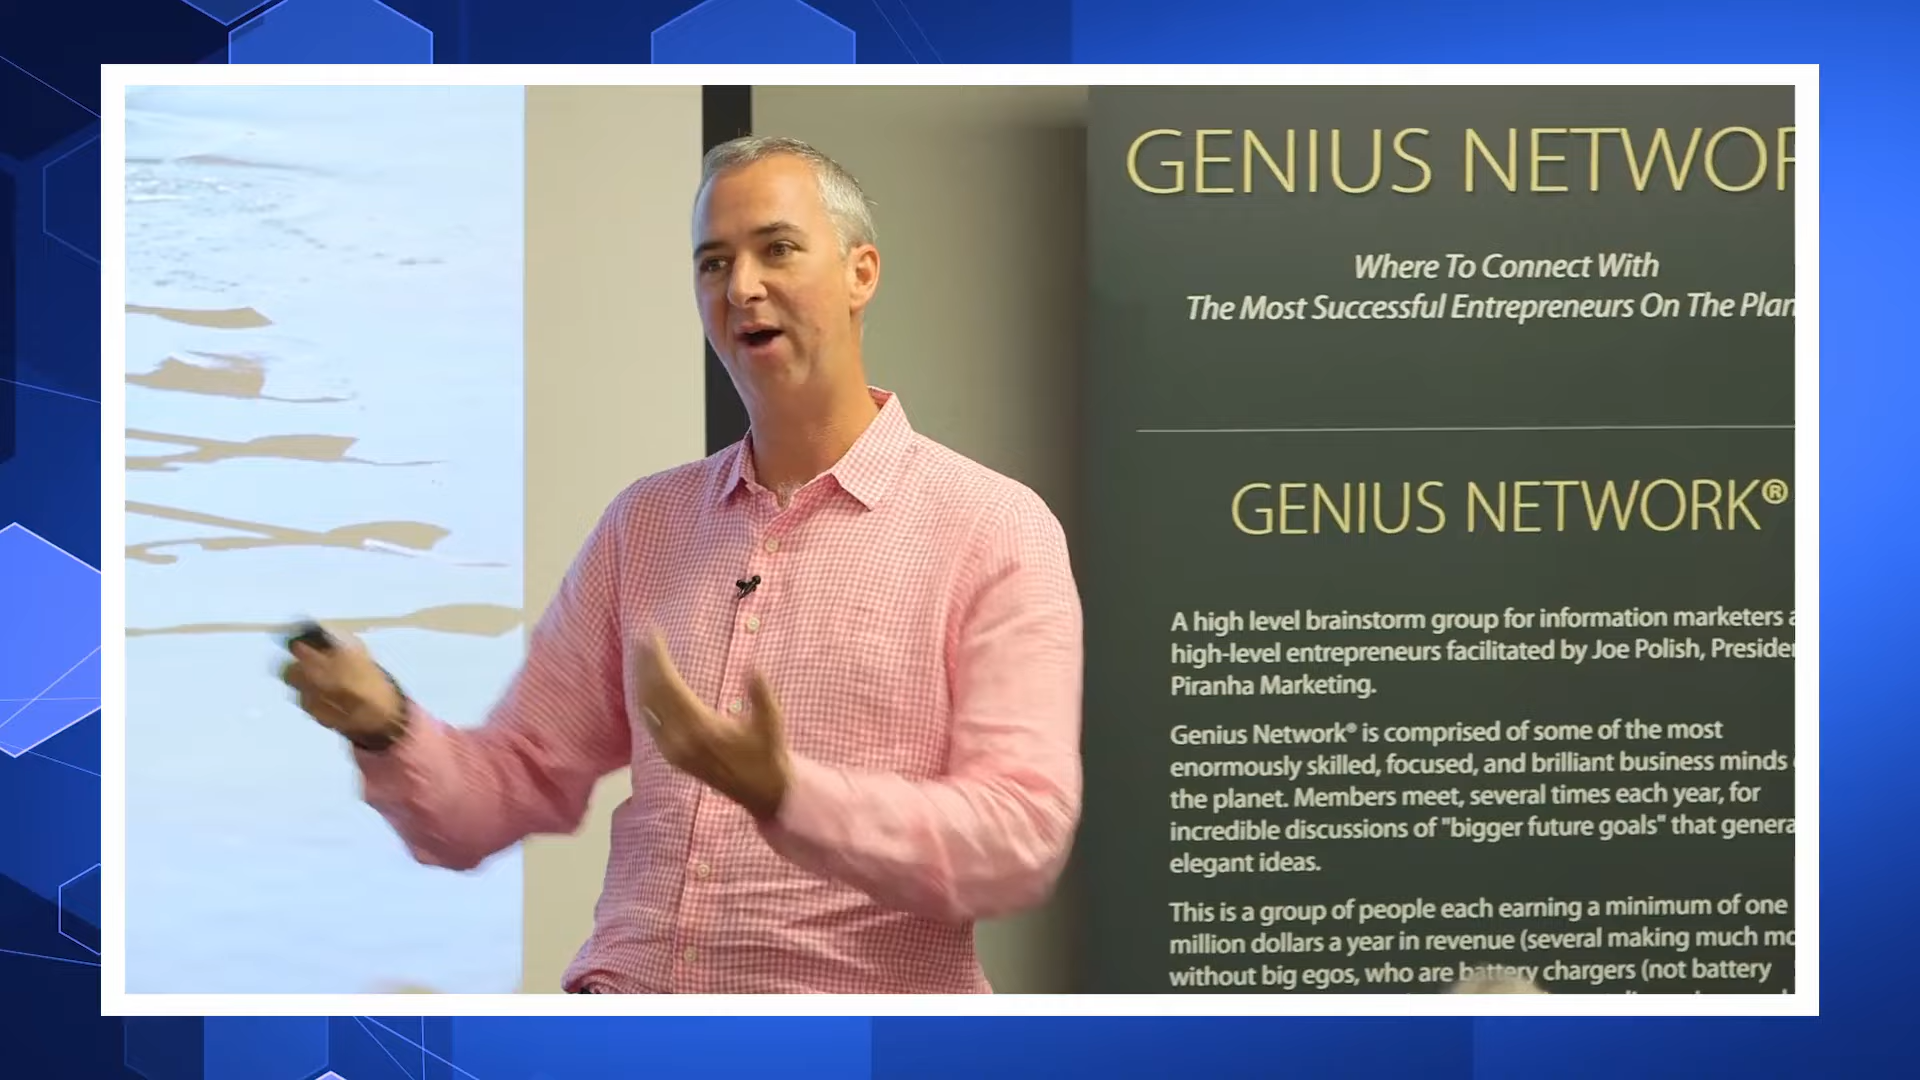 GENIUS NETWOR
Where To Connect With
The Most Successful Entrepreneurs On The Plan
GENIUS NETWORK®
A high level brainstorm group for information marketers a
high-level entrepreneurs facilitated by Joe Polish, Presiden
Piranha Marketing.
Genius Network® is comprised of some of the most
enormously skilled, focused, and brilliant business minds
the planet. Members meet, several times each year, for
incredible discussions of "bigger future goals" that genera
elegant ideas.
This is a group of people each earning a minimum of one
million dollars a year in revenue (several making much mo
without big egos, who are battery chargers (not battery